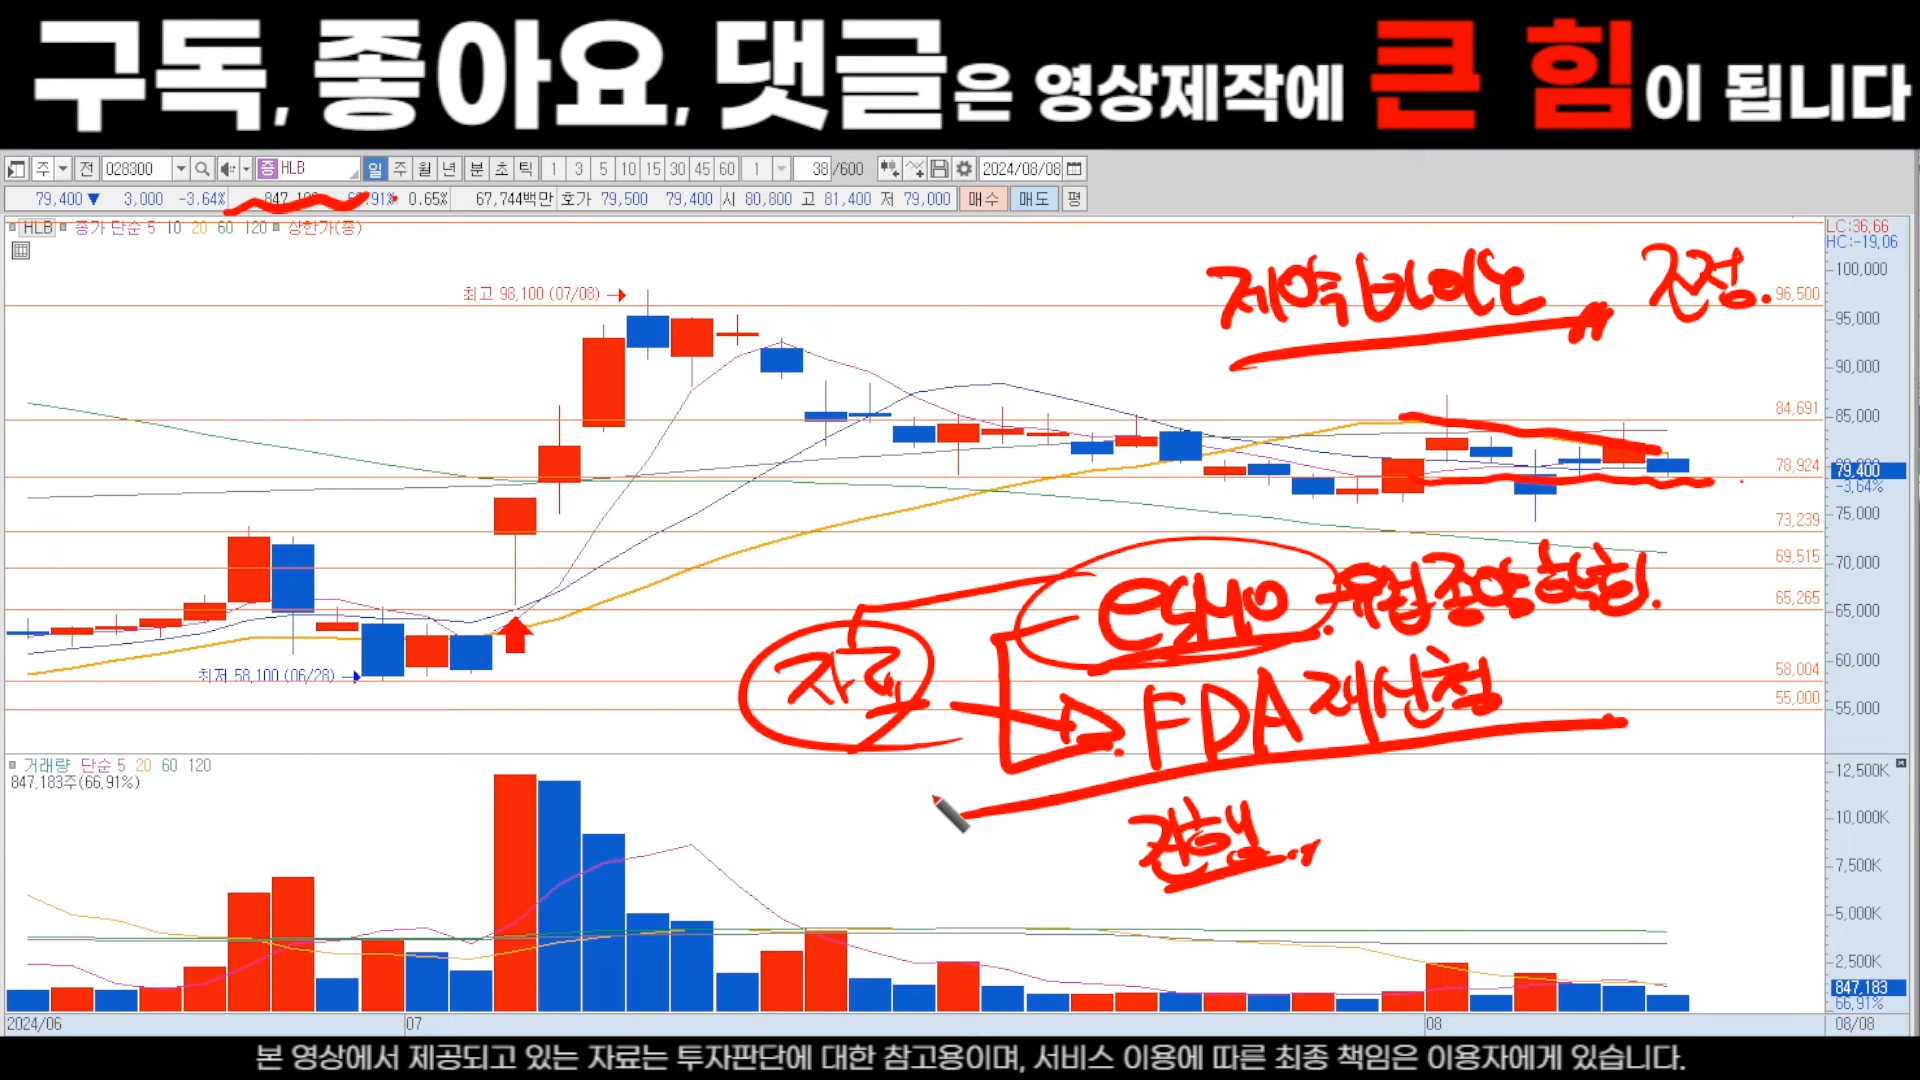 구독, 좋아요, 댓글은 영상제작에 큰 힘이 됩니다
주 전 028300 증 HLB 일 주 월 년 분 초 틱 1 3 5 10 15 30 45 60 1 38 /600 2024/08/08
79,400 ▼ 3,000 -3.64% 0.65% 67,744백만 호가 79,500 79,400 시 80,800 고 81,400 저 79,000 매수 매도 평
HLB 종가 단순 5 10 20 60 120 상한가(종)
LC:36,66
HC:-19,06
100,000
제약 바이오 조정.
최고 98,100 (07/08)
96,500
95,000
90,000
84,691
85,000
78,924
79,400
-3,64%
75,000
73,239
69,515
70,000
ESMO 유럽종양학회.
65,265
65,000
자료
58,004
60,000
최저 58,100 (06/28)
FDA 재신청
55,000
55,000
진행..
거래량 단순 5 20 60 120
847,183주(66,91%)
12,500K
10,000K
7,500K
5,000K
2,500K
847,183
66,91%
2024/06 07 08 08/08
본 영상에서 제공되고 있는 자료는 투자판단에 대한 참고용이며, 서비스 이용에 따른 최종 책임은 이용자에게 있습니다.